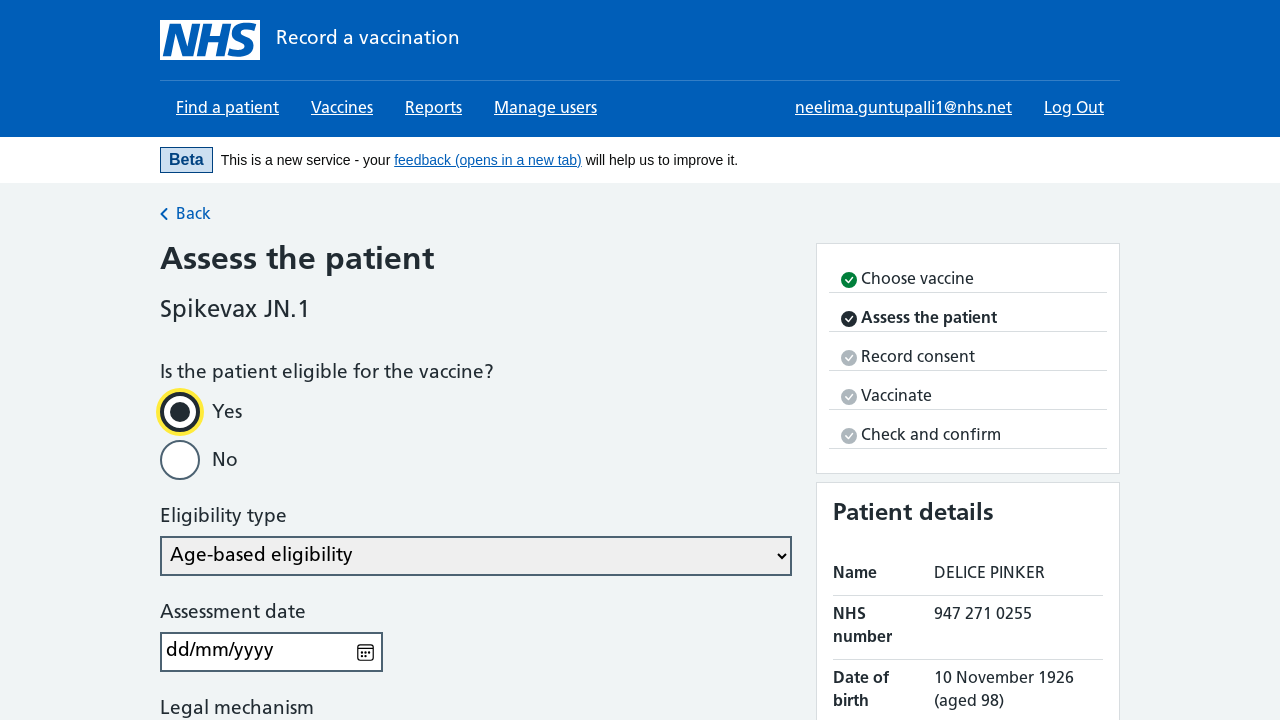 NHS Record a vaccination
Find a patient Vaccines Reports Manage users neelima.guntupalli1@nhs.net Log Out
Beta This is a new service - your feedback (opens in a new tab) will help us to improve it.
Back
Assess the patient
Spikevax JN.1
Is the patient eligible for the vaccine?
Yes
No
Eligibility type
Age-based eligibility
Assessment date
dd/mm/yyyy
Legal mechanism
Choose vaccine
Assess the patient
Record consent
Vaccinate
Check and confirm
Patient details
Name DELICE PINKER
NHS number 947 271 0255
Date of birth 10 November 1926 (aged 98)